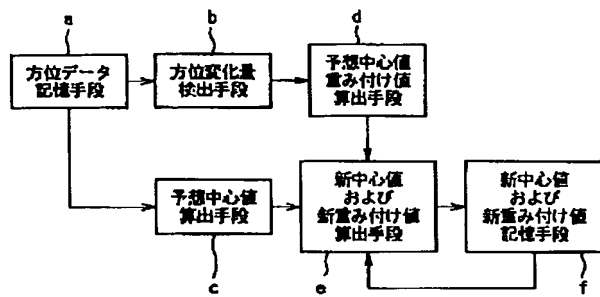 a
b
d
方位データ
記憶手段
方位変化量
検出手段
予想中心値
重み付け値
算出手段
予想中心値
算出手段
新中心値
および
新重み付け値
算出手段
新中心値
および
新重み付け値
記憶手段
c
e
f